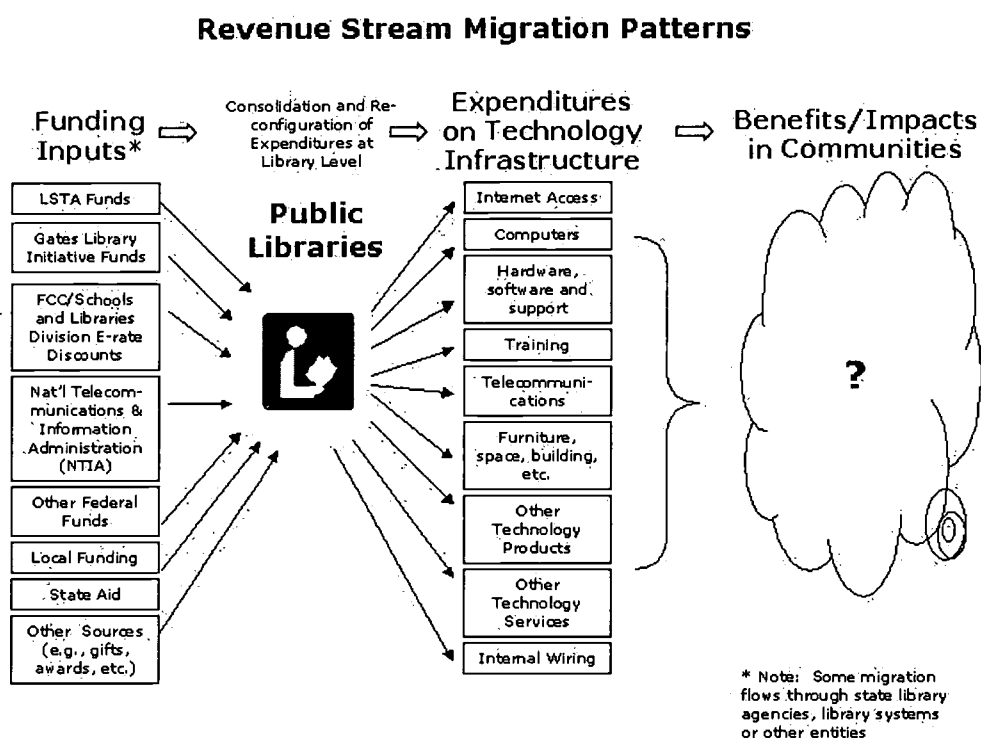 Revenue Stream Migration Patterns
Funding
Inputs*
Consolidation and Re-
configuration of
Expenditures at
Library Level
Expenditures
on Technology
Infrastructure
Benefits/Impacts
in Communities
LSTA Funds
Gates Library
Initiative Funds
FCC/Schools
and Libraries
Division E-rate
Discounts
Nat'l Telecom-
munications &
Information
Administration
(NTIA)
Other Federal
Funds
Local Funding
State Aid
Other Sources
(e.g., gifts,
awards, etc.)
Public
Libraries
Internet Access
Computers
Hardware,
software and
support
Training
Telecommuni-
cations
Furniture,
space, building,
etc.
Other
Technology
Products
Other
Technology
Services
Internal Wiring
?
* Note: Some migration
flows through state library
agencies, library systems
or other entities